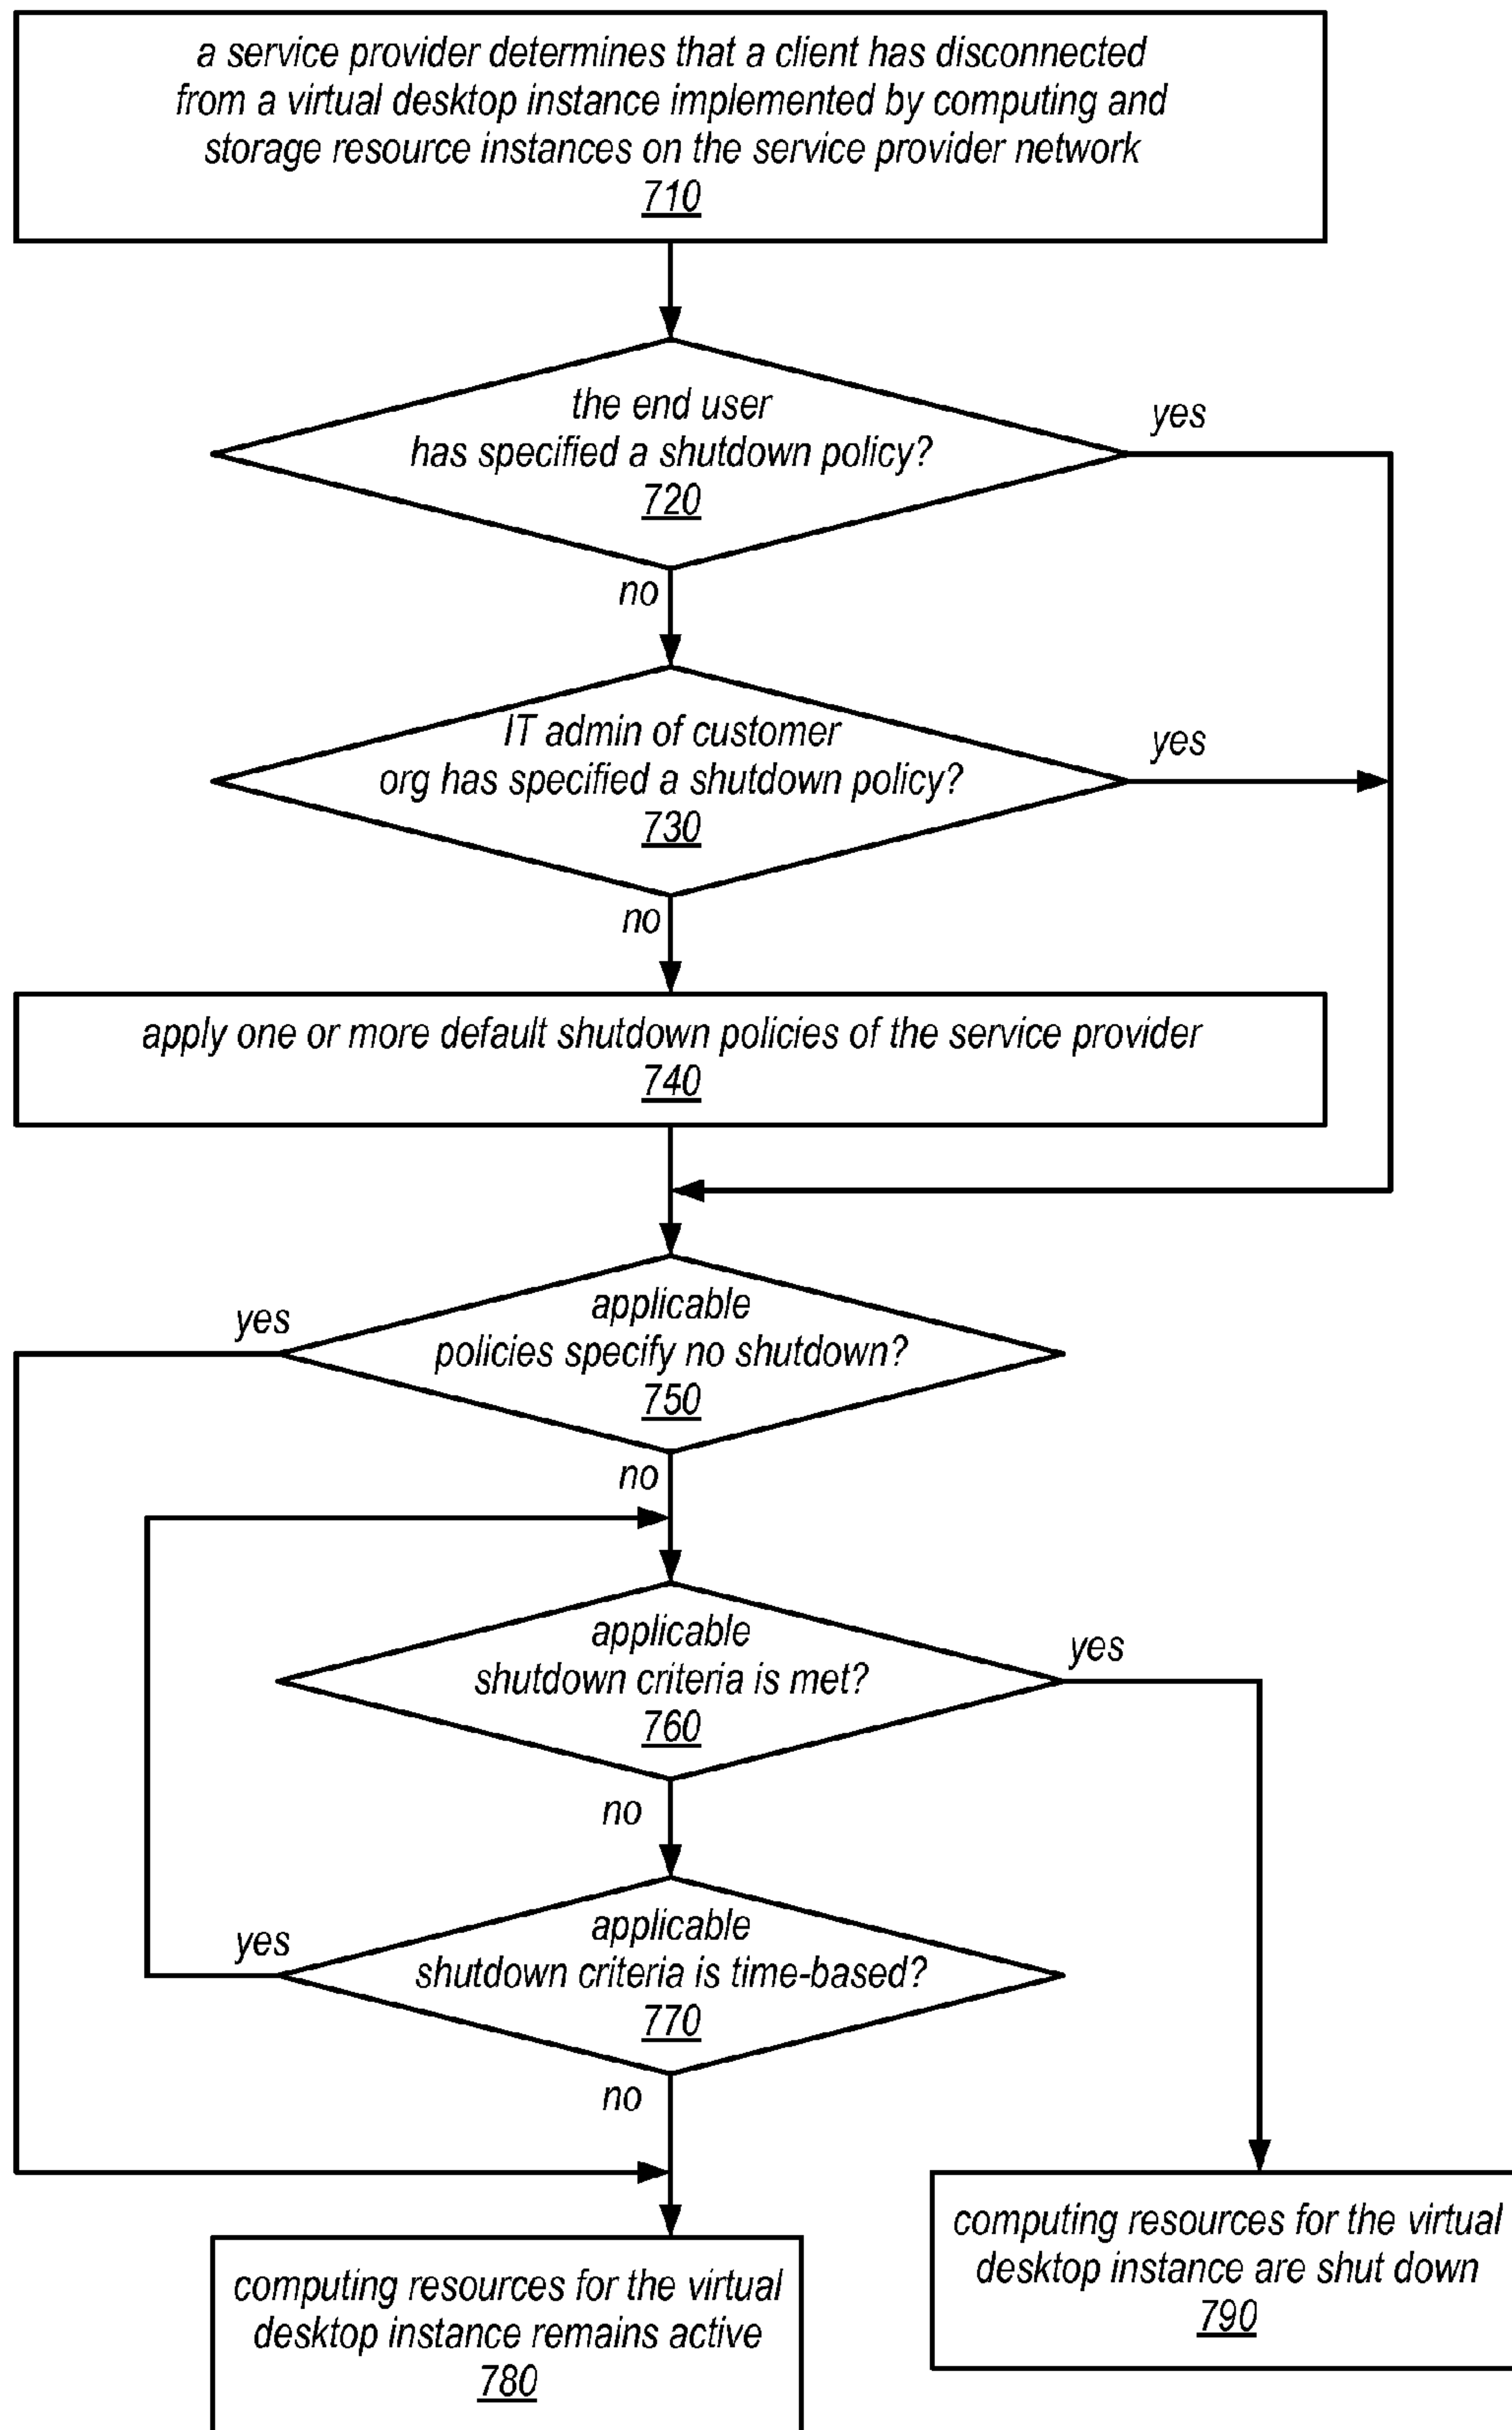 a service provider determines that a client has disconnected
from a virtual desktop instance implemented by computing and
storage resource instances on the service provider network
710
the end user
has specified a shutdown policy?
720
yes
no
IT admin of customer
org has specified a shutdown policy?
730
yes
no
apply one or more default shutdown policies of the service provider
740
applicable
policies specify no shutdown?
750
yes
no
applicable
shutdown criteria is met?
760
yes
no
applicable
shutdown criteria is time-based?
770
yes
no
computing resources for the virtual
desktop instance remains active
780
computing resources for the virtual
desktop instance are shut down
790